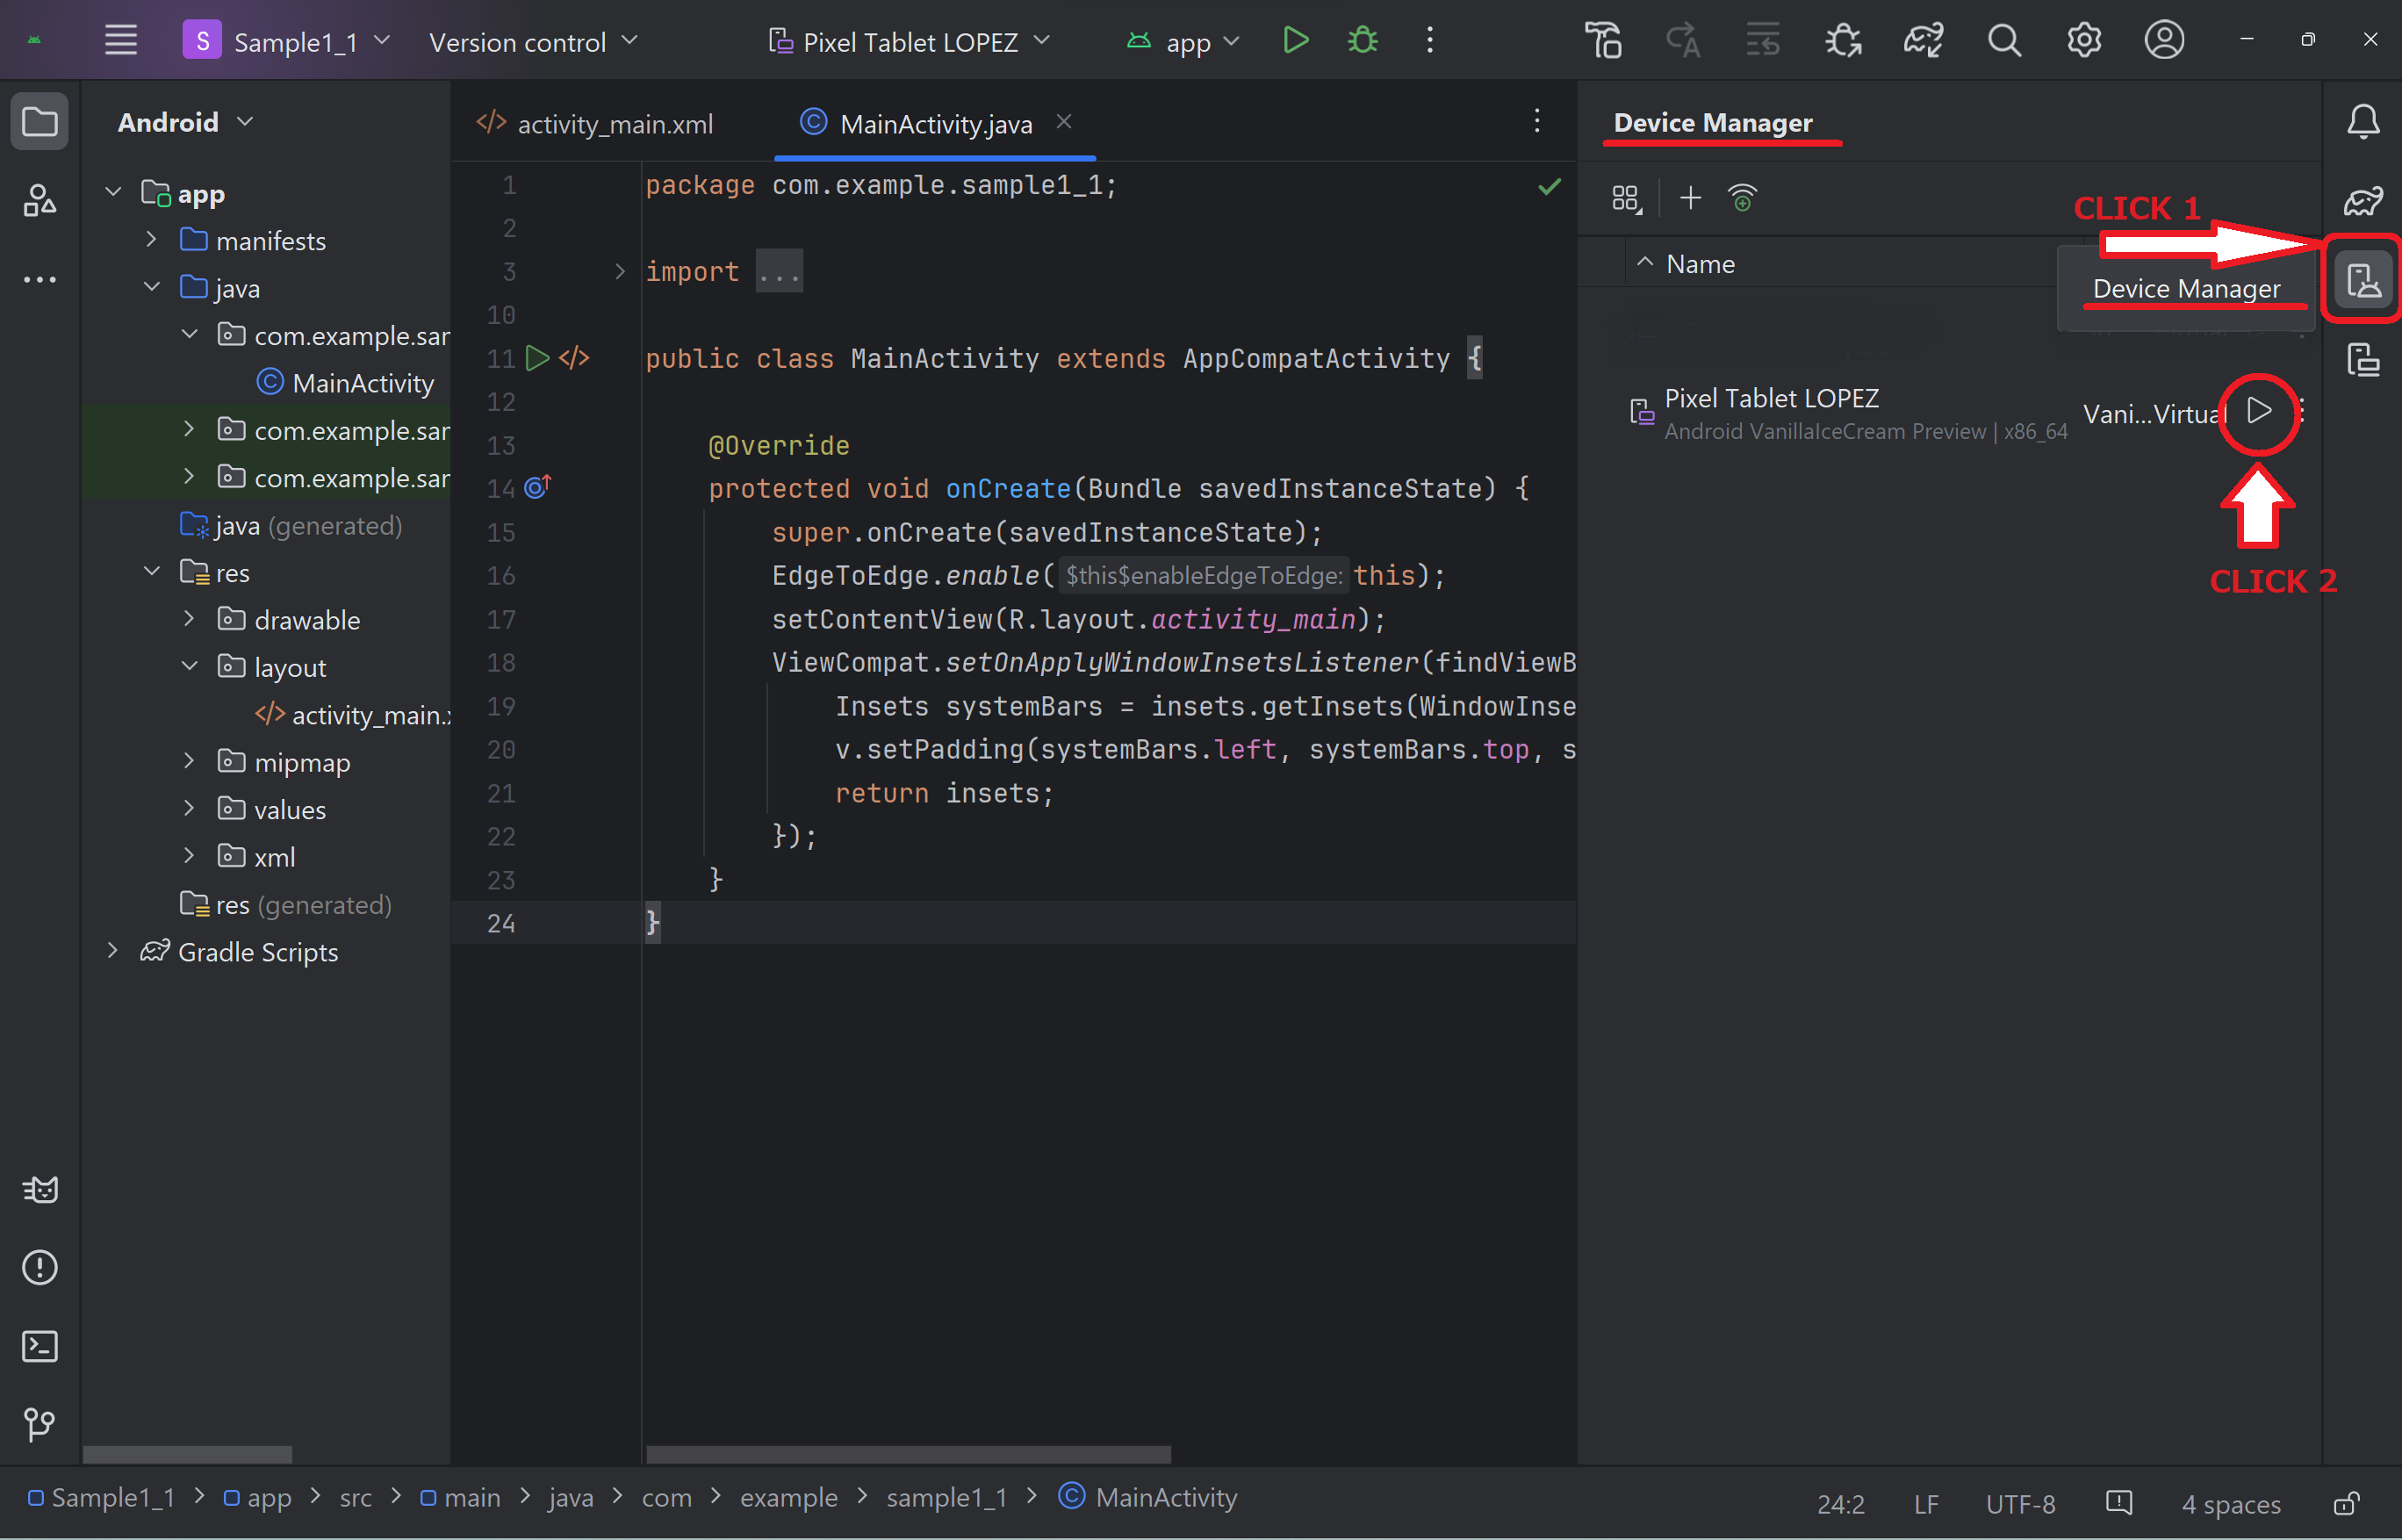 S Sample1_1 Version control Pixel Tablet LOPEZ app
Android
app
manifests
java
com.example.sar
MainActivity
com.example.sar
com.example.sar
java (generated)
res
drawable
layout
activity_main.x
mipmap
values
xml
res (generated)
Gradle Scripts
activity_main.xml MainActivity.java
1 package com.example.sample1_1;
2
3 import ...
10
11 public class MainActivity extends AppCompatActivity {
12
13 @Override
14 protected void onCreate(Bundle savedInstanceState) {
15 super.onCreate(savedInstanceState);
16 EdgeToEdge.enable( $this$enableEdgeToEdge: this);
17 setContentView(R.layout.activity_main);
18 ViewCompat.setOnApplyWindowInsetsListener(findViewB
19 Insets systemBars = insets.getInsets(WindowInse
20 v.setPadding(systemBars.left, systemBars.top, s
21 return insets;
22 });
23 }
24 }
Device Manager
CLICK 1
Name
Device Manager
Pixel Tablet LOPEZ
Android VanillaIceCream Preview | x86_64
Vani...Virtual
CLICK 2
Sample1_1 > app > src > main > java > com > example > sample1_1 > MainActivity
24:2 LF UTF-8 4 spaces